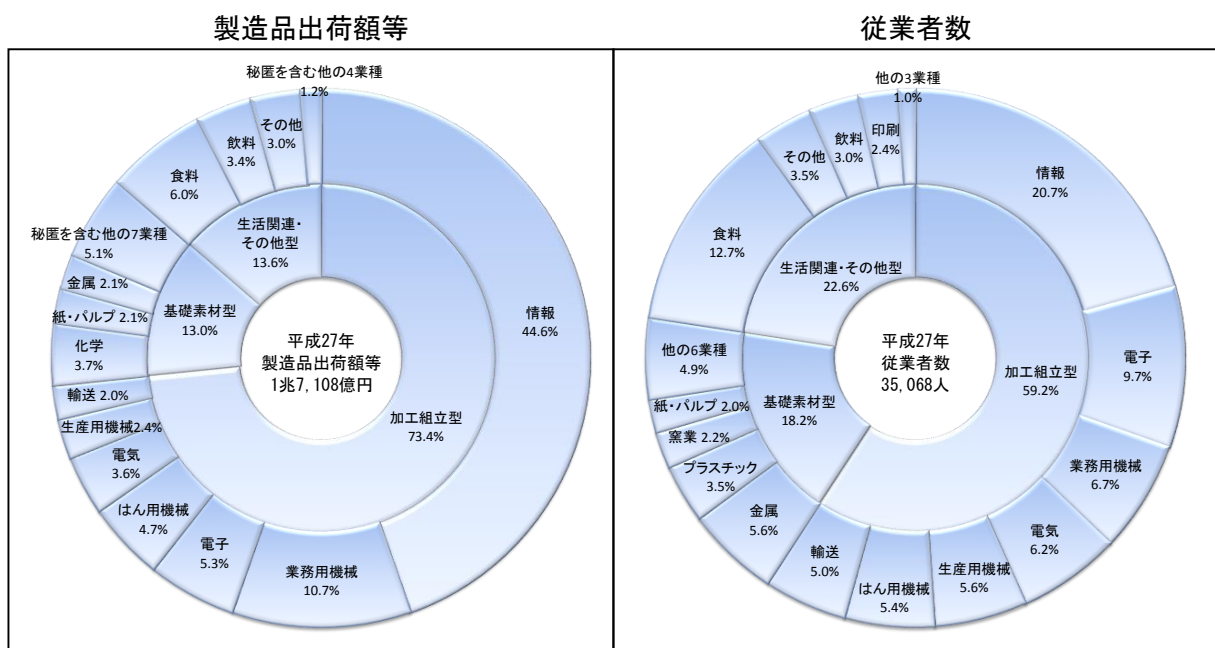 製造品出荷額等
秘匿を含む他の4業種
1.2%
その他
3.0%
飲料
3.4%
食料
6.0%
秘匿を含む他の7業種
5.1%
金属 2.1%
紙・パルプ 2.1%
化学
3.7%
輸送 2.0%
生産用機械2.4%
電気
3.6%
はん用機械
4.7%
電子
5.3%
業務用機械
10.7%
情報
44.6%
生活関連・
その他型
13.6%
基礎素材型
13.0%
加工組立型
73.4%
平成27年
製造品出荷額等
1兆7,108億円
従業者数
他の3業種
1.0%
印刷
2.4%
飲料
3.0%
その他
3.5%
食料
12.7%
他の6業種
4.9%
紙・パルプ 2.0%
窯業 2.2%
プラスチック
3.5%
金属
5.6%
輸送
5.0%
はん用機械
5.4%
生産用機械
5.6%
電気
6.2%
業務用機械
6.7%
電子
9.7%
情報
20.7%
生活関連・その他型
22.6%
基礎素材型
18.2%
加工組立型
59.2%
平成27年
従業者数
35,068人